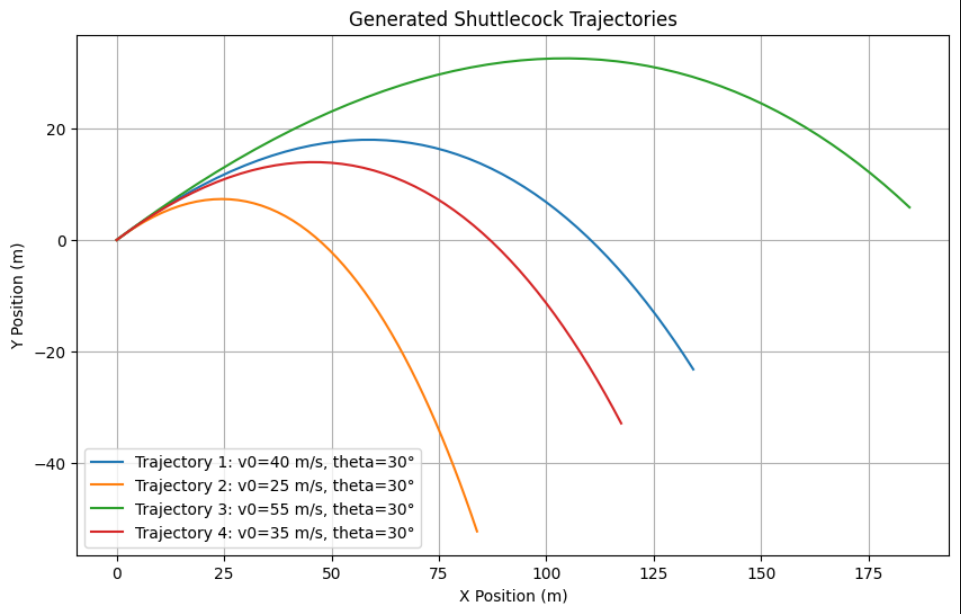 Generated Shuttlecock Trajectories
Y Position (m)
20
0
−20
−40
Trajectory 1: v0=40 m/s, theta=30°
Trajectory 2: v0=25 m/s, theta=30°
Trajectory 3: v0=55 m/s, theta=30°
Trajectory 4: v0=35 m/s, theta=30°
0 25 50 75 100 125 150 175
X Position (m)